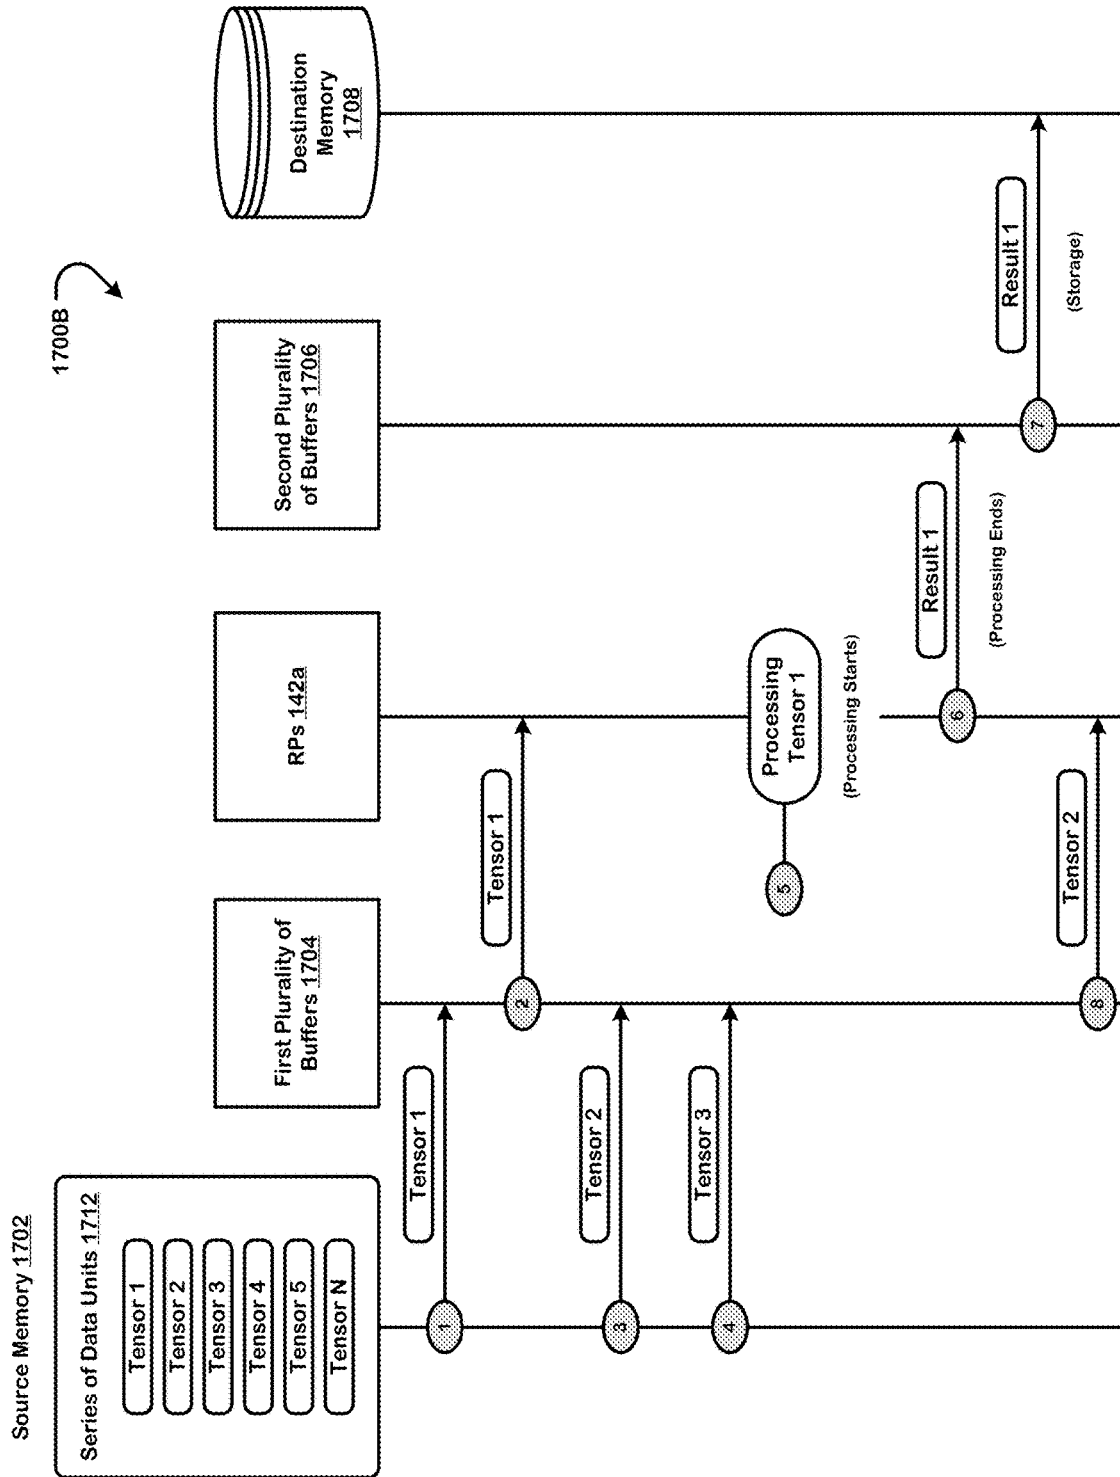 1700B
Source Memory 1702
Series of Data Units 1712
Tensor 1
Tensor 2
Tensor 3
Tensor 4
Tensor 5
Tensor N
First Plurality of
Buffers 1704
RPs 142a
Second Plurality
of Buffers 1706
Destination
Memory
1708
1
Tensor 1
2
Tensor 1
3
Tensor 2
4
Tensor 3
5
Processing
Tensor 1
(Processing Starts)
6
Result 1
(Processing Ends)
7
Result 1
(Storage)
8
Tensor 2